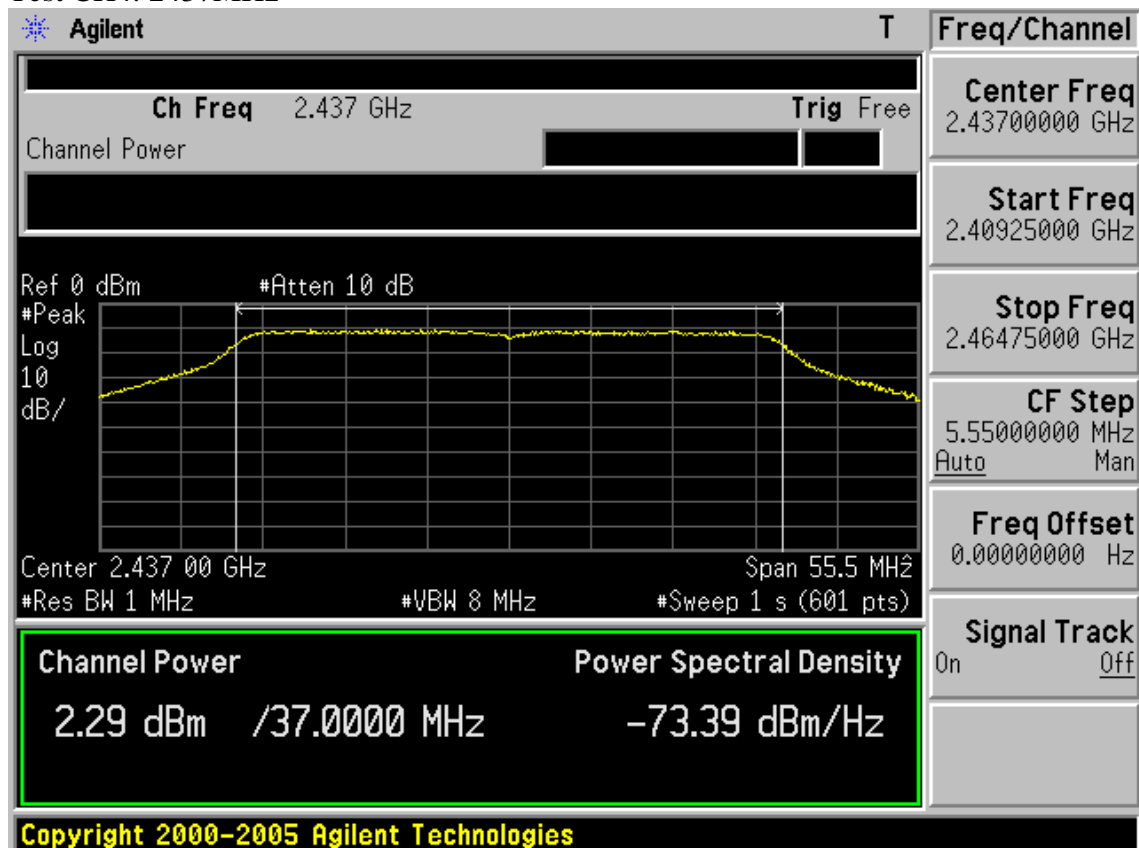 Agilent T
Freq/Channel
Ch Freq 2.437 GHz Trig Free
Channel Power
Center Freq
2.43700000 GHz
Start Freq
2.40925000 GHz
Stop Freq
2.46475000 GHz
CF Step
5.55000000 MHz
Auto Man
Freq Offset
0.00000000 Hz
Signal Track
On Off
Ref 0 dBm #Atten 10 dB
#Peak
Log
10
dB/
Center 2.437 00 GHz Span 55.5 MHz
#Res BW 1 MHz #VBW 8 MHz #Sweep 1 s (601 pts)
Channel Power Power Spectral Density
2.29 dBm /37.0000 MHz -73.39 dBm/Hz
Copyright 2000-2005 Agilent Technologies